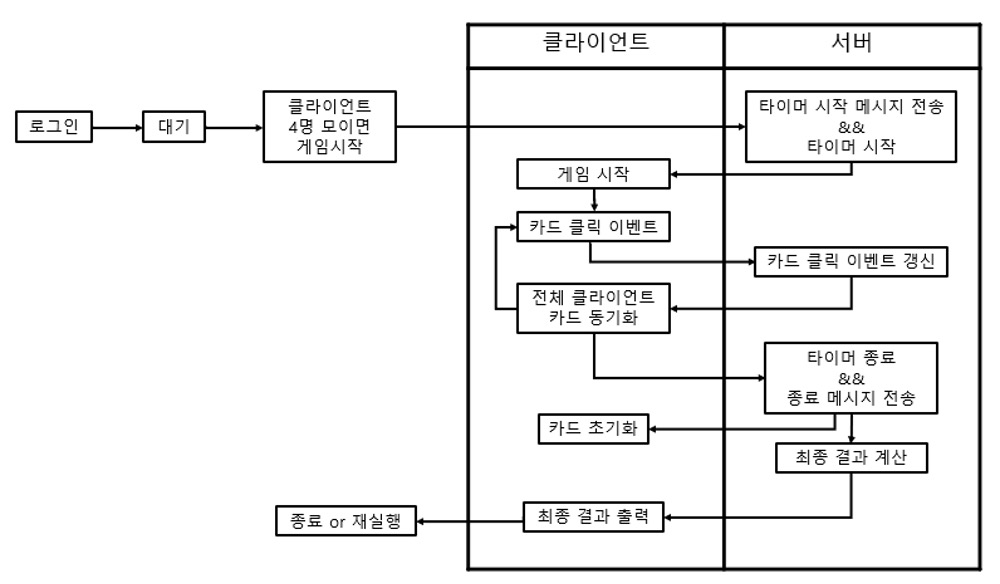 클라이언트
서버
로그인
대기
클라이언트
4명 모이면
게임시작
타이머 시작 메시지 전송
&&
타이머 시작
게임 시작
카드 클릭 이벤트
카드 클릭 이벤트 갱신
전체 클라이언트
카드 동기화
타이머 종료
&&
종료 메시지 전송
카드 초기화
최종 결과 계산
최종 결과 출력
종료 or 재실행